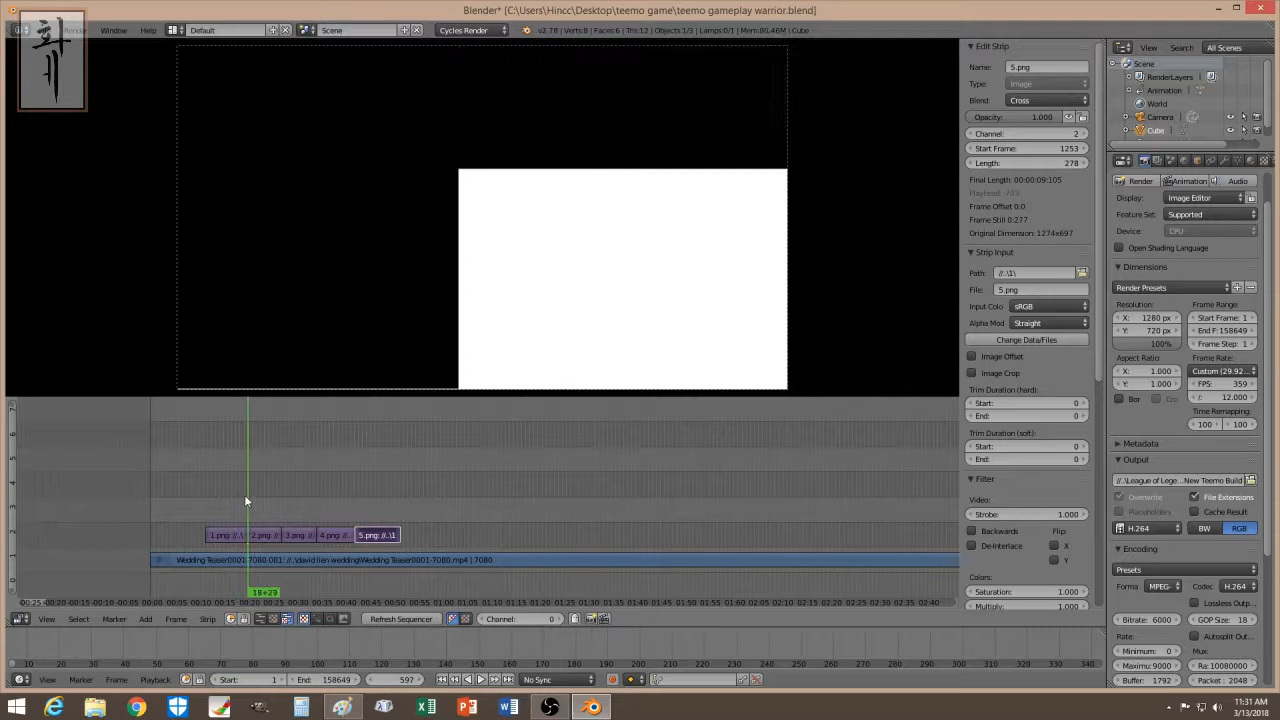 Blender* [C:\Users\Hincc\Desktop\teemo game\teemo gameplay warrior.blend]
Render Window Help Default Scene Cycles Render v2.78 | Verts:8 | Faces:6 | Tris:12 | Objects:1/3 | Lamps:0/1 | Mem:86.46M | Cube
화
Edit Strip
Name: 5.png
Type: Image
Blend: Cross
Opacity: 1.000
Channel: 2
Start Frame: 1253
Length: 278
Final Length: 00:00:09:105
Playhead: -703
Frame Offset 0:0
Frame Still 0:277
Original Dimension: 1274x697
Strip Input
Path: //..\1\
File: 5.png
Input Colo sRGB
Alpha Mod Straight
Change Data/Files
Image Offset
Image Crop
Trim Duration (hard):
Start: 0
End: 0
Trim Duration (soft):
Start: 0
End: 0
Filter
Video:
Strobe: 1.000
Backwards Flip:
De-Interlace X
Y
Colors:
Saturation: 1.000
Multiply: 1.000
View Search All Scenes
Scene
RenderLayers
Animation
World
Camera
Cube
Render Animation Audio
Display: Image Editor
Feature Set: Supported
Device: CPU
Open Shading Language
Dimensions
Render Presets
Resolution: Frame Range:
X: 1280 px Start Frame: 1
Y: 720 px End F: 158649
100% Frame Step: 1
Aspect Ratio: Frame Rate:
X: 1.000 Custom (29.92...
Y: 1.000 FPS: 359
Bor Cro /: 12.000
Time Remapping:
100 100
Metadata
Output
//..\League of Lege...New Teemo Build
Overwrite File Extensions
Placeholders Cache Result
H.264 BW RGB
Encoding
Presets
Forma MPEG- Codec: H.264
Lossless Outp...
Bitrate: 6000 GOP Size: 18
Autosplit Out...
Rate: Mux:
Minimum: 0
Maximu: 9000 Ra:10080000
Buffer: 1792 Packet: 2048
7
6
5
4
3
2
1
0
1.png: //..\ 2.png: // 3.png: // 4.png: //.. 5.png: //..\1
Wedding Teaser0001-7080.001: //..\david lien wedding\Wedding Teaser0001-7080.mp4 | 7080
18+29
-00:25 -00:20 -00:15 -00:10 -00:05 00:00 00:05 00:10 00:15 00:20 00:25 00:30 00:35 00:40 00:45 00:50 00:55 01:00 01:05 01:10 01:15 01:20 01:25 01:30 01:35 01:40 01:45 01:50 01:55 02:00 02:05 02:10 02:15 02:20 02:25 02:30 02:35 02:40
View Select Marker Add Frame Strip Refresh Sequencer Channel: 0
10 20 30 40 50 60 70 80 90 100 110 120 130 140 150 160 170 180 190 200 210 220 230 240 250 260 270 280 290 300 310 320 330 340
View Marker Frame Playback Start: 1 End: 158649 597 No Sync
11:31 AM
3/13/2018